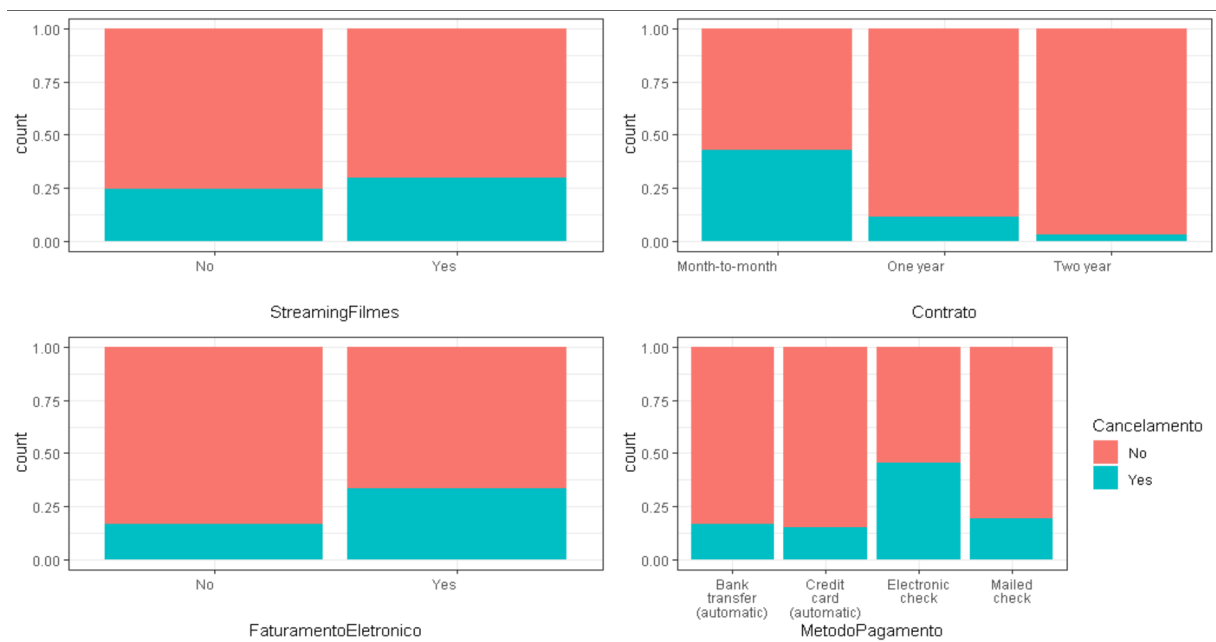 1.00
0.75
0.50
0.25
0.00
count
No
Yes
StreamingFilmes
1.00
0.75
0.50
0.25
0.00
count
Month-to-month
One year
Two year
Contrato
1.00
0.75
0.50
0.25
0.00
count
No
Yes
FaturamentoEletronico
1.00
0.75
0.50
0.25
0.00
count
Bank
transfer
(automatic)
Credit
card
(automatic)
Electronic
check
Mailed
check
MetodoPagamento
Cancelamento
No
Yes